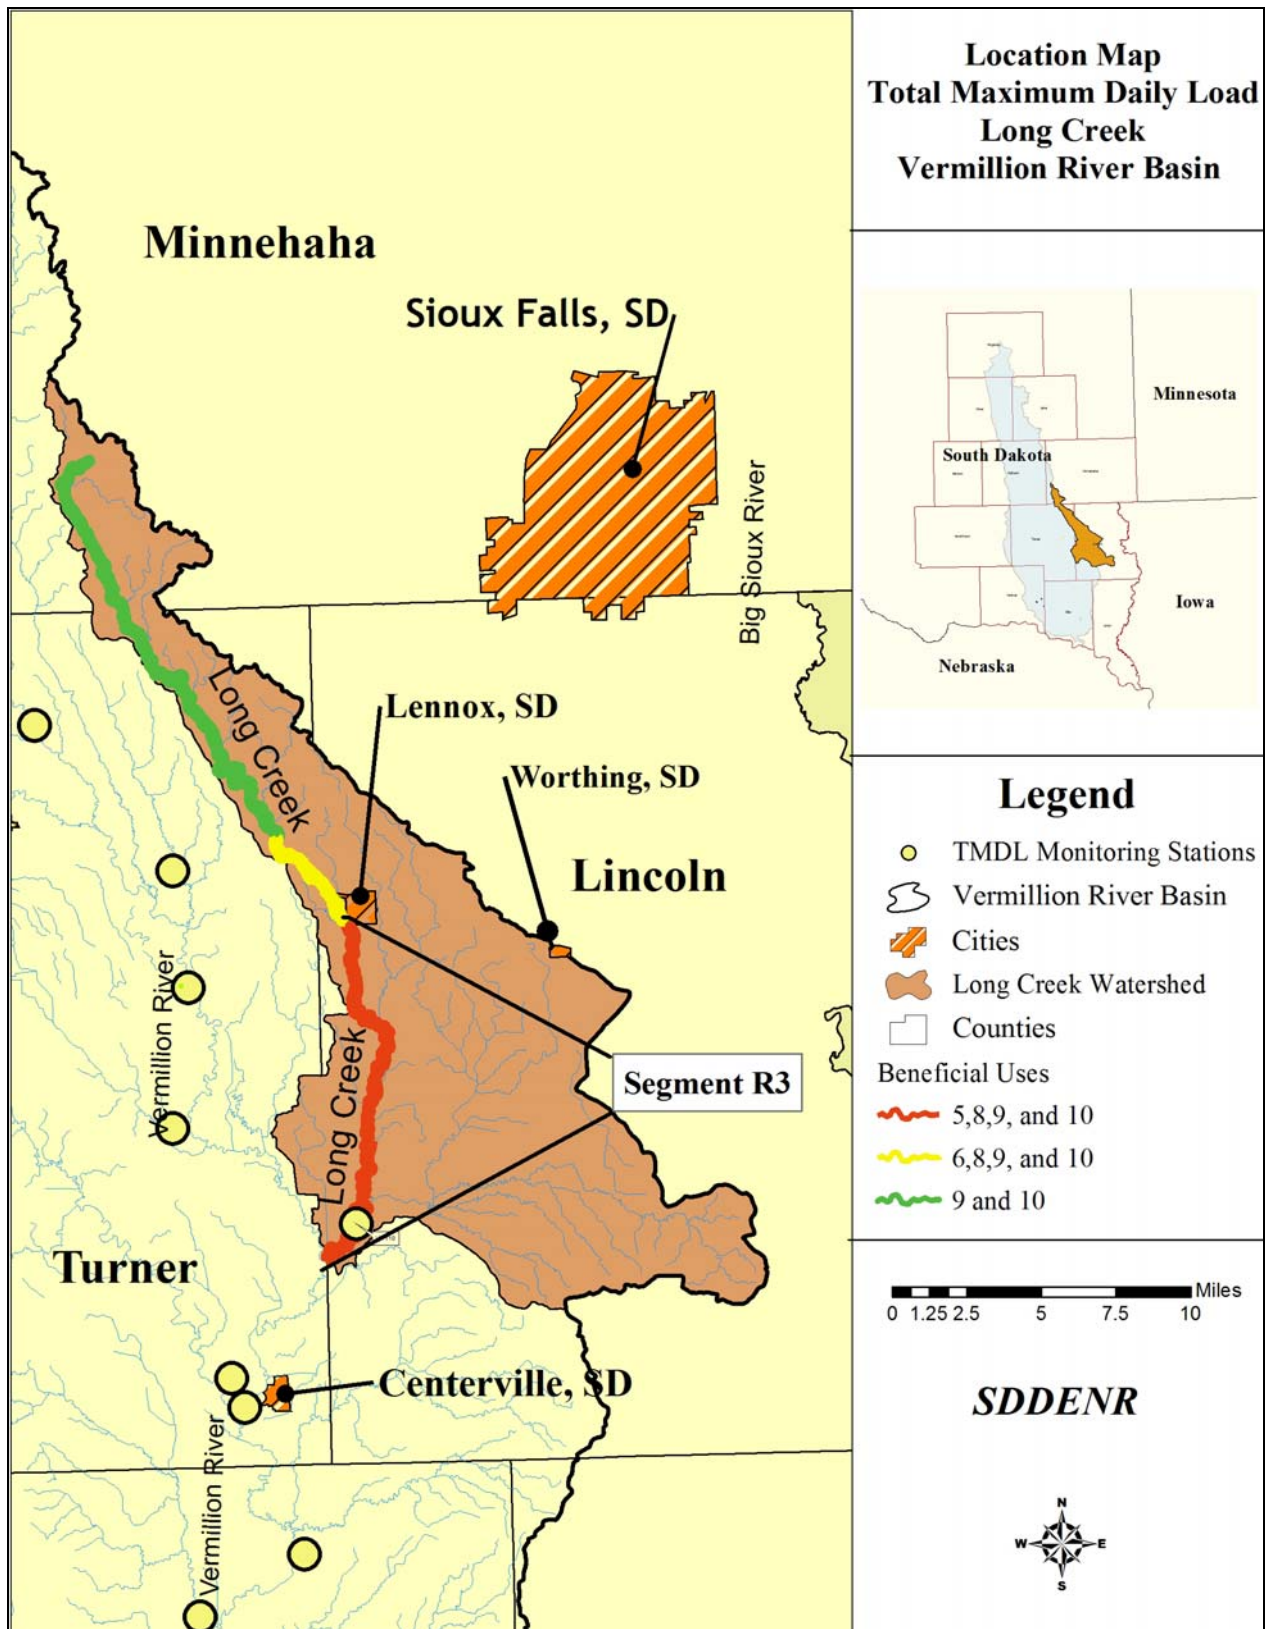 Location Map
Total Maximum Daily Load
Long Creek
Vermillion River Basin
Minnehaha
Sioux Falls, SD
Big Sioux River
Long Creek
Lennox, SD
Worthing, SD
Lincoln
Vermillion River
Long Creek
Segment R3
Turner
Centerville, SD
Vermillion River
Minnesota
South Dakota
Iowa
Nebraska
Legend
TMDL Monitoring Stations
Vermillion River Basin
Cities
Long Creek Watershed
Counties
Beneficial Uses
5,8,9, and 10
6,8,9, and 10
9 and 10
Miles
0 1.25 2.5 5 7.5 10
SDDENR
N
W E
S